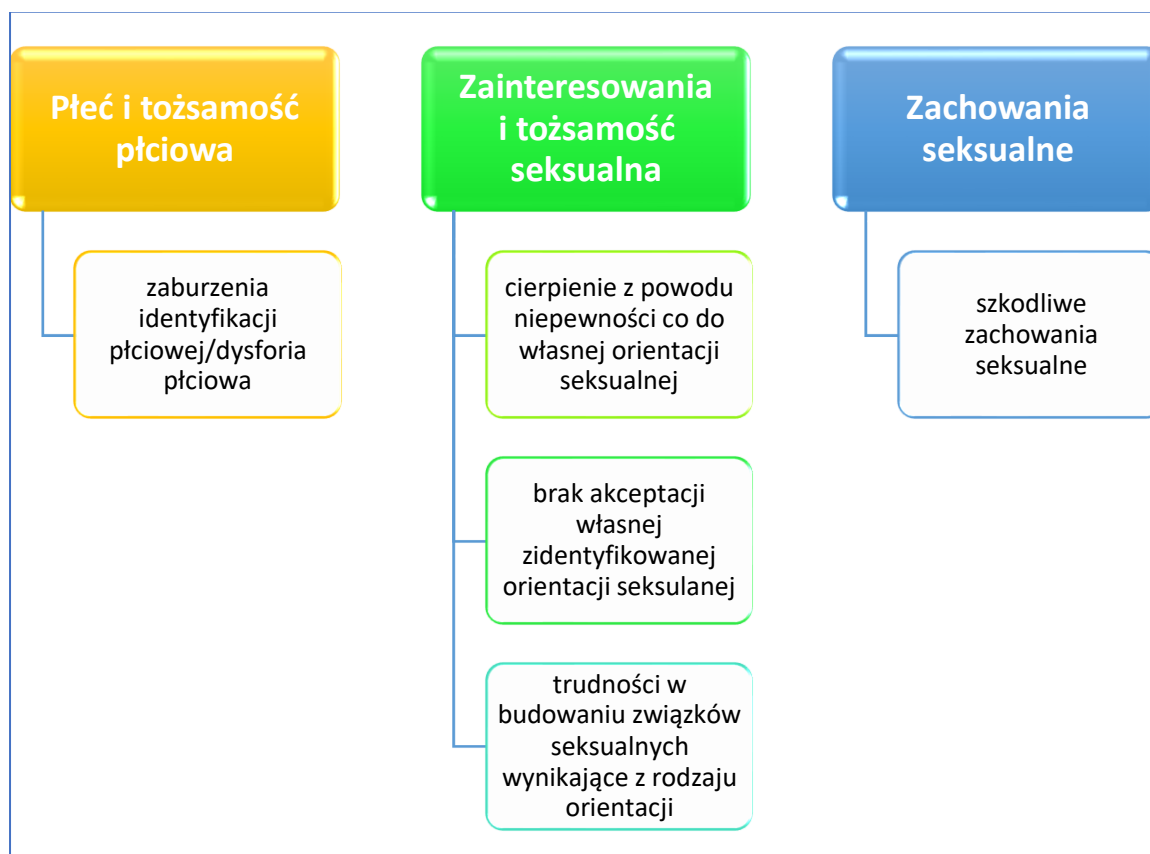 Płeć i tożsamość
płciowa
zaburzenia
identyfikacji
płciowej/dysforia
płciowa
Zainteresowania
i tożsamość
seksualna
cierpienie z powodu
niepewności co do
własnej orientacji
seksualnej
brak akceptacji
własnej
zidentyfikowanej
orientacji seksulanej
trudności w
budowaniu związków
seksualnych
wynikające z rodzaju
orientacji
Zachowania
seksualne
szkodliwe
zachowania
seksualne